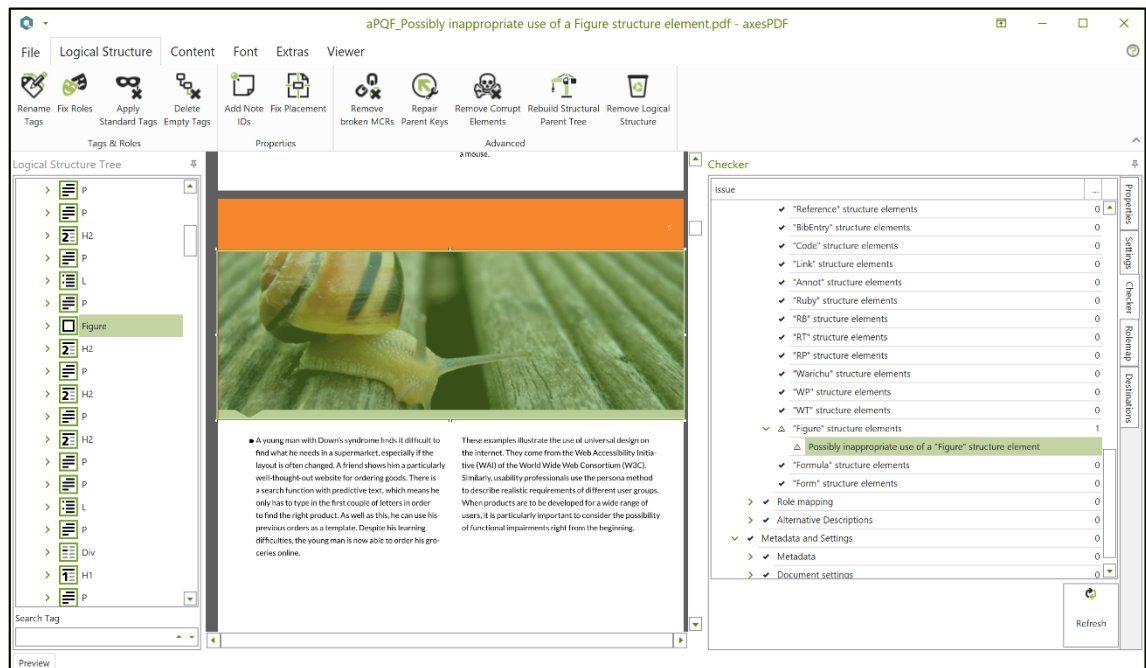 aPQF_Possibly inappropriate use of a Figure structure element.pdf - axesPDF
File Logical Structure Content Font Extras Viewer
Rename Tags
Fix Roles
Apply Standard Tags
Delete Empty Tags
Add Note IDs
Fix Placement
Remove broken MCRs
Repair Parent Keys
Remove Corrupt Elements
Rebuild Structural Parent Tree
Remove Logical Structure
Tags & Roles
Properties
Advanced
Logical Structure Tree
P
P
H2
P
L
P
Figure
H2
P
H2
P
H2
P
P
L
P
Div
H1
P
Search Tag
Preview
a mouse.
A young man with Down's syndrome finds it difficult to
find what he needs in a supermarket, especially if the
layout is often changed. A friend shows him a particularly
well-thought-out website for ordering goods. There is
a search function with predictive text, which means he
only has to type in the first couple of letters in order
to find the right product. As well as this, he can use his
previous orders as a template. Despite his learning
difficulties, the young man is now able to order his gro-
ceries online.
These examples illustrate the use of universal design on
the internet. They come from the Web Accessibility Initia-
tive (WAI) of the World Wide Web Consortium (W3C).
Similarly, usability professionals use the persona method
to describe realistic requirements of different user groups.
When products are to be developed for a wide range of
users, it is particularly important to consider the possibility
of functional impairments right from the beginning.
Checker
Issue ...
"Reference" structure elements 0
"BibEntry" structure elements 0
"Code" structure elements 0
"Link" structure elements 0
"Annot" structure elements 0
"Ruby" structure elements 0
"RB" structure elements 0
"RT" structure elements 0
"RP" structure elements 0
"Warichu" structure elements 0
"WP" structure elements 0
"WT" structure elements 0
"Figure" structure elements 1
Possibly inappropriate use of a "Figure" structure element
"Formula" structure elements 0
"Form" structure elements 0
Role mapping 0
Alternative Descriptions 0
Metadata and Settings 0
Metadata 0
Document settings 0
Refresh
Properties
Settings
Checker
Rolemap
Destinations